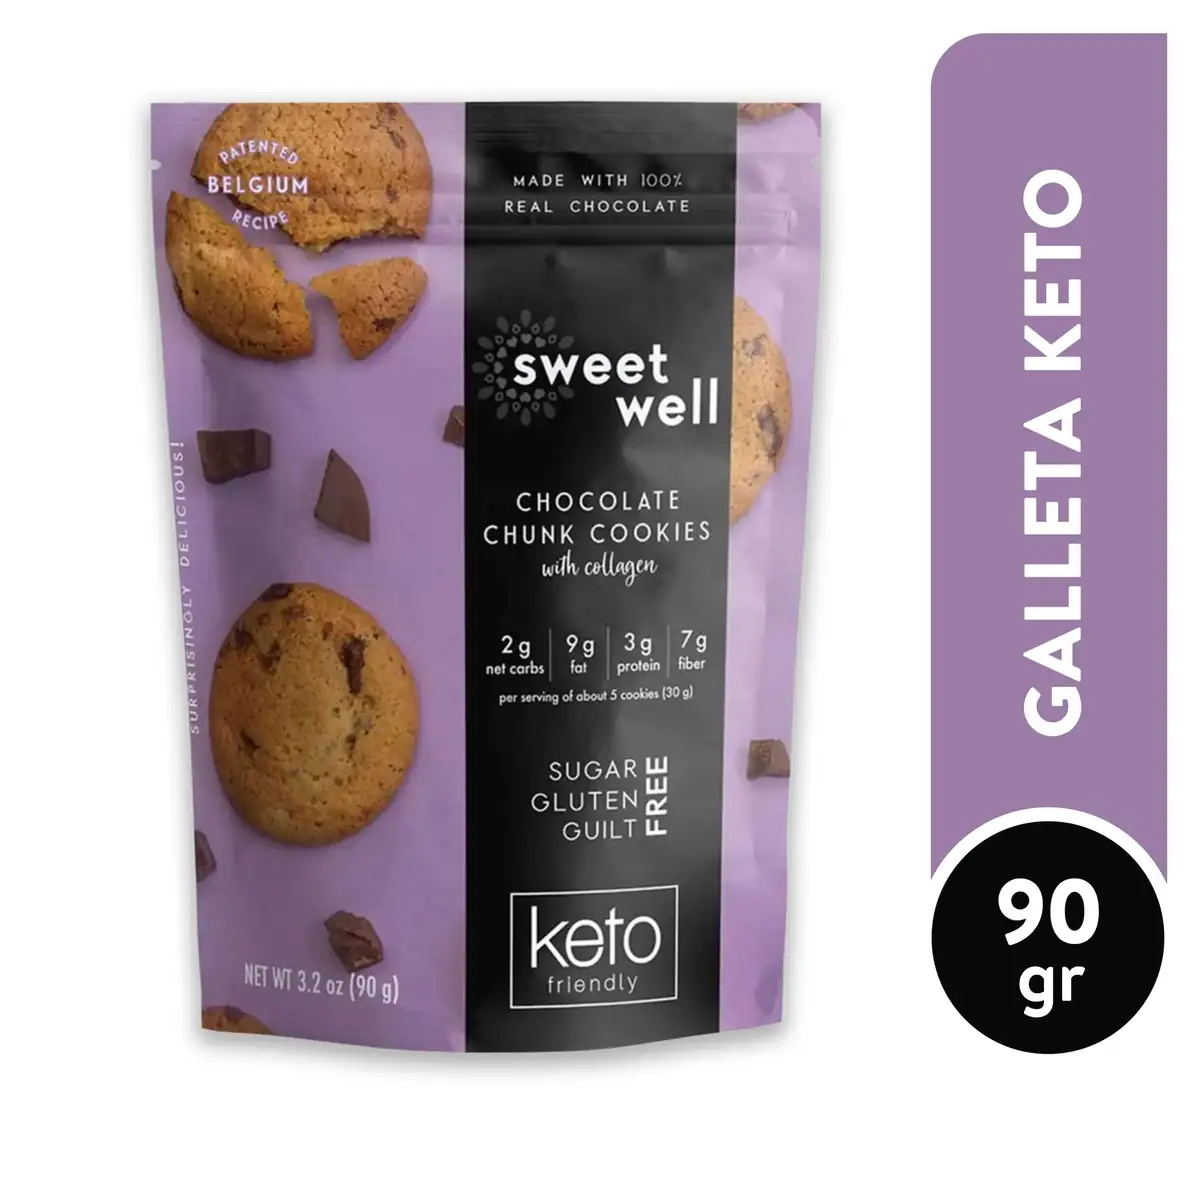 PATENTED
BELGIUM
RECIPE
MADE WITH 100%
REAL CHOCOLATE
sweet
well
CHOCOLATE
CHUNK COOKIES
with collagen
2g net carbs
9g fat
3g protein
7g fiber
per serving of about 5 cookies (30 g)
SUGAR
GLUTEN
GUILT
FREE
keto
friendly
SURPRISINGLY DELICIOUS!
NET WT 3.2 oz (90 g)
GALLETA KETO
90
gr